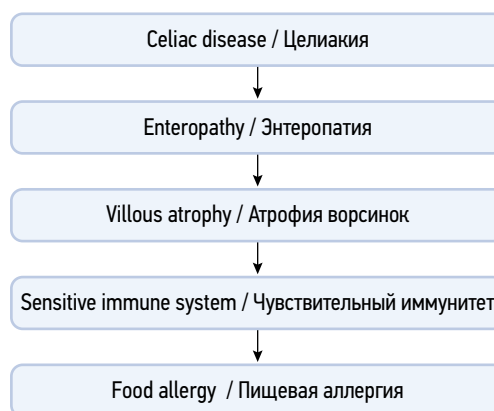 Celiac disease / Целиакия
Enteropathy / Энтеропатия
Villous atrophy / Атрофия ворсинок
Sensitive immune system / Чувствительный иммунитет
Food allergy / Пищевая аллергия